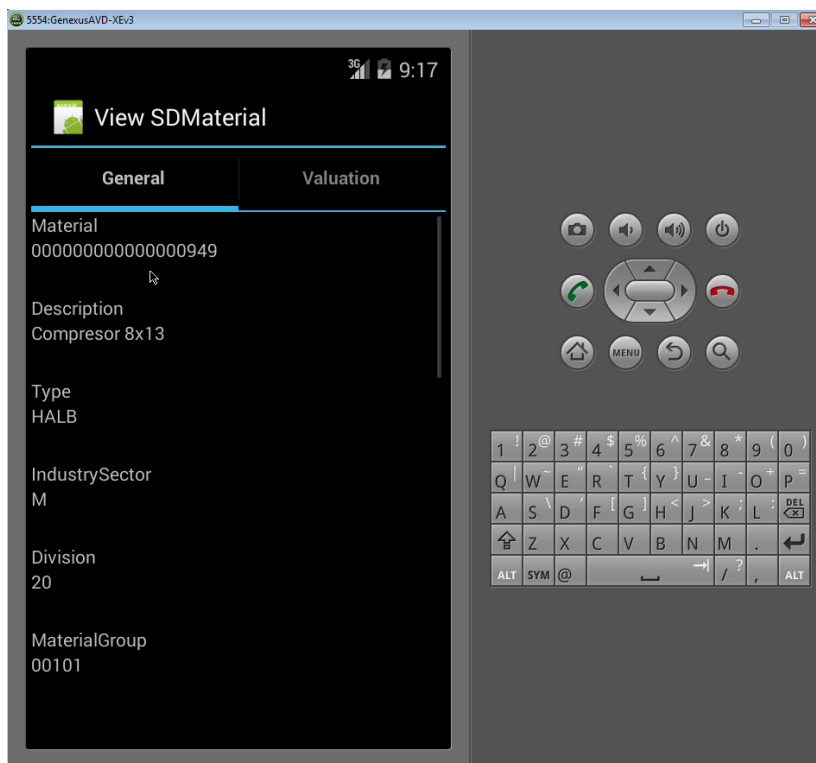 5554:GenexusAVD-XEv3
3G 9:17
View SDMaterial
General Valuation
Material
000000000000000949
Description
Compresor 8x13
Type
HALB
IndustrySector
M
Division
20
MaterialGroup
00101
MENU
1 ! 2 @ 3 # 4 $ 5 % 6 ^ 7 & 8 * 9 ( 0 )
Q | W ~ E " R ` T { Y } U - I - O + P =
A S \ D ' F [ G ] H < J > K ; L : DEL
Z X C V B N M .
ALT SYM @ / ? , ALT